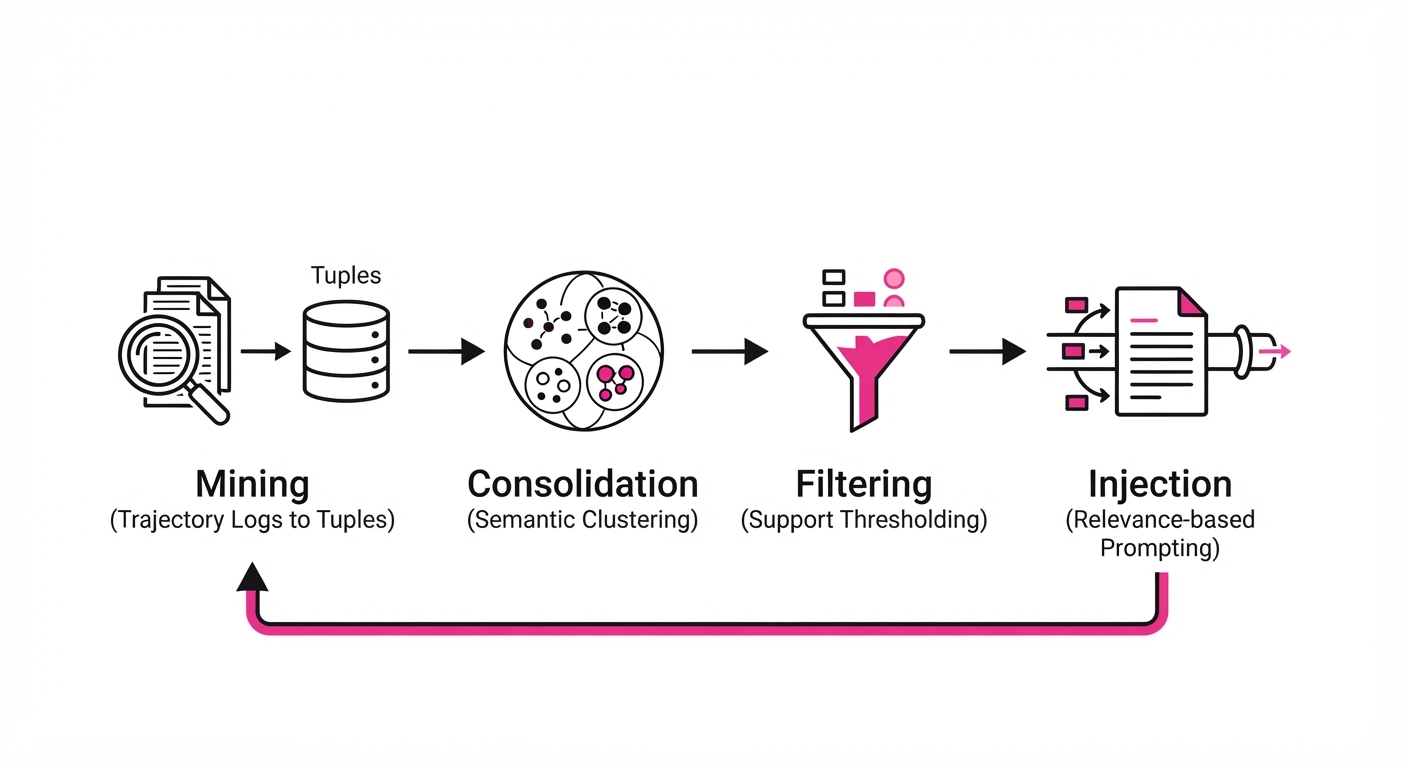 Tuples
Mining
(Trajectory Logs to Tuples)
Consolidation
(Semantic Clustering)
Filtering
(Support Thresholding)
Injection
(Relevance-based
Prompting)